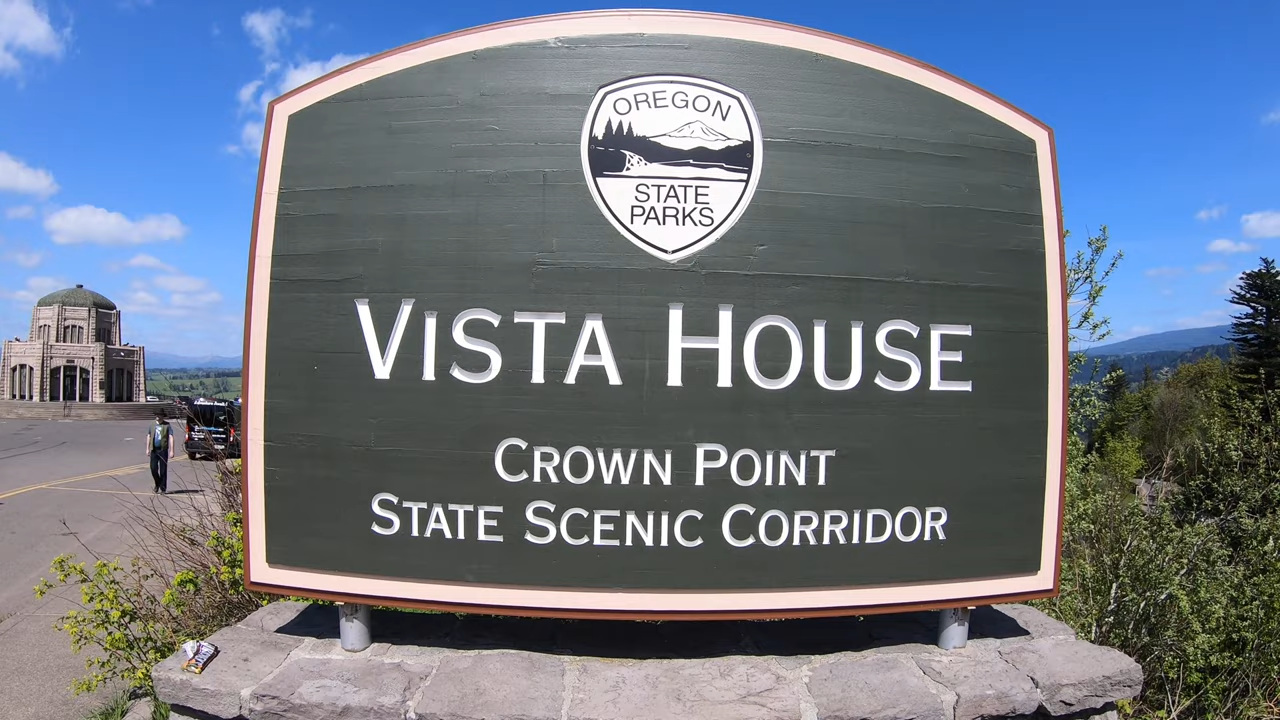 OREGON
STATE
PARKS
VISTA HOUSE
CROWN POINT
STATE SCENIC CORRIDOR